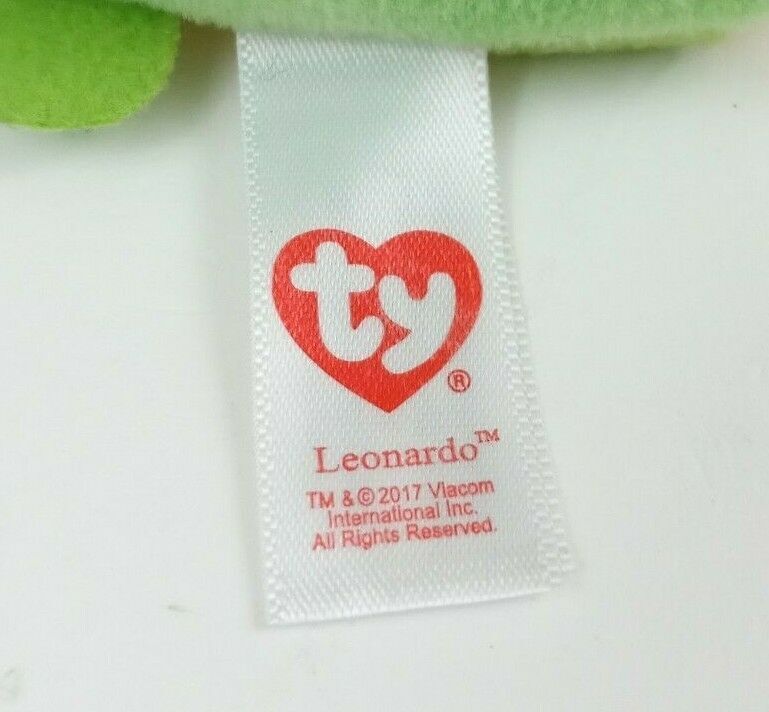 ty®
Leonardo™
TM & © 2017 Viacom
International Inc.
All Rights Reserved.